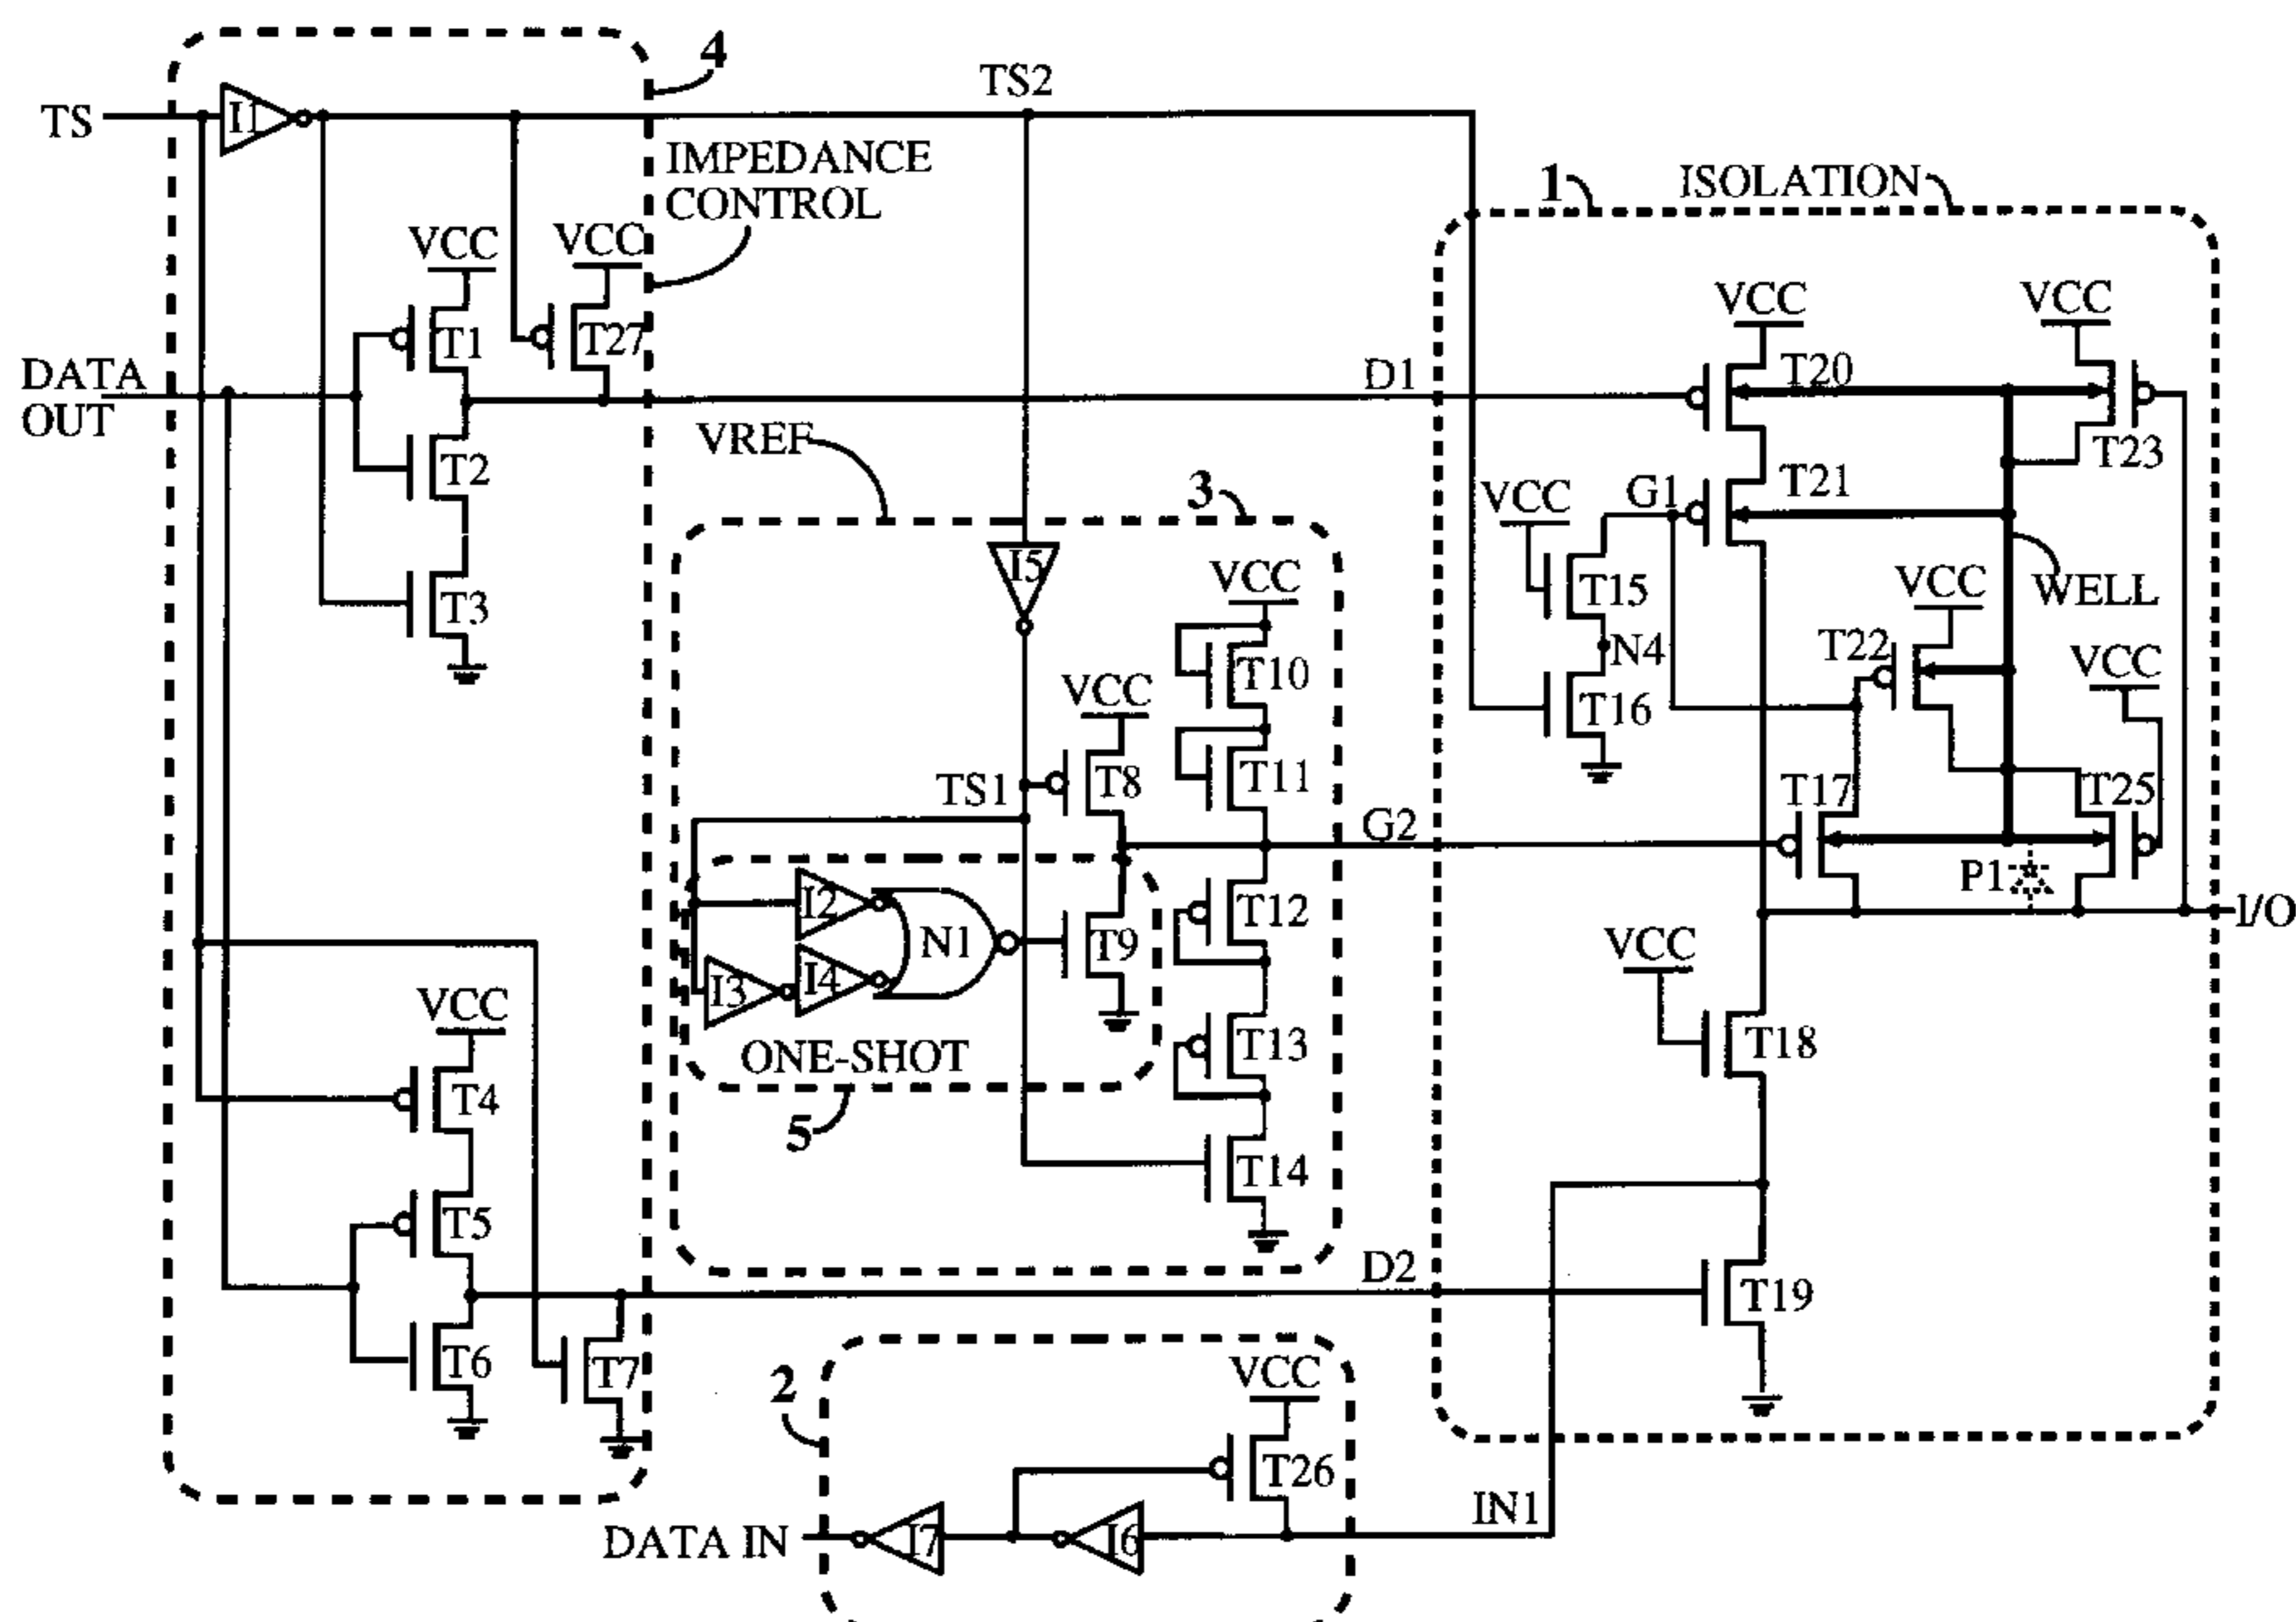 4
TS
I1
TS2
IMPEDANCE
CONTROL
1
ISOLATION
VCC
VCC
T1
T27
DATA
OUT
T2
T3
D1
VCC
VCC
T20
T23
VREF
3
VCC
G1
T21
I5
VCC
T15
VCC
WELL
N4
T10
T22
VCC
T16
VCC
TS1
T8
T11
T17
T25
G2
P1
I2
N1
T9
T12
I/O
I3
I4
VCC
VCC
ONE-SHOT
T13
T18
5
T4
T14
T5
D2
T19
T6
T7
2
VCC
T26
IN1
DATA IN
I7
I6